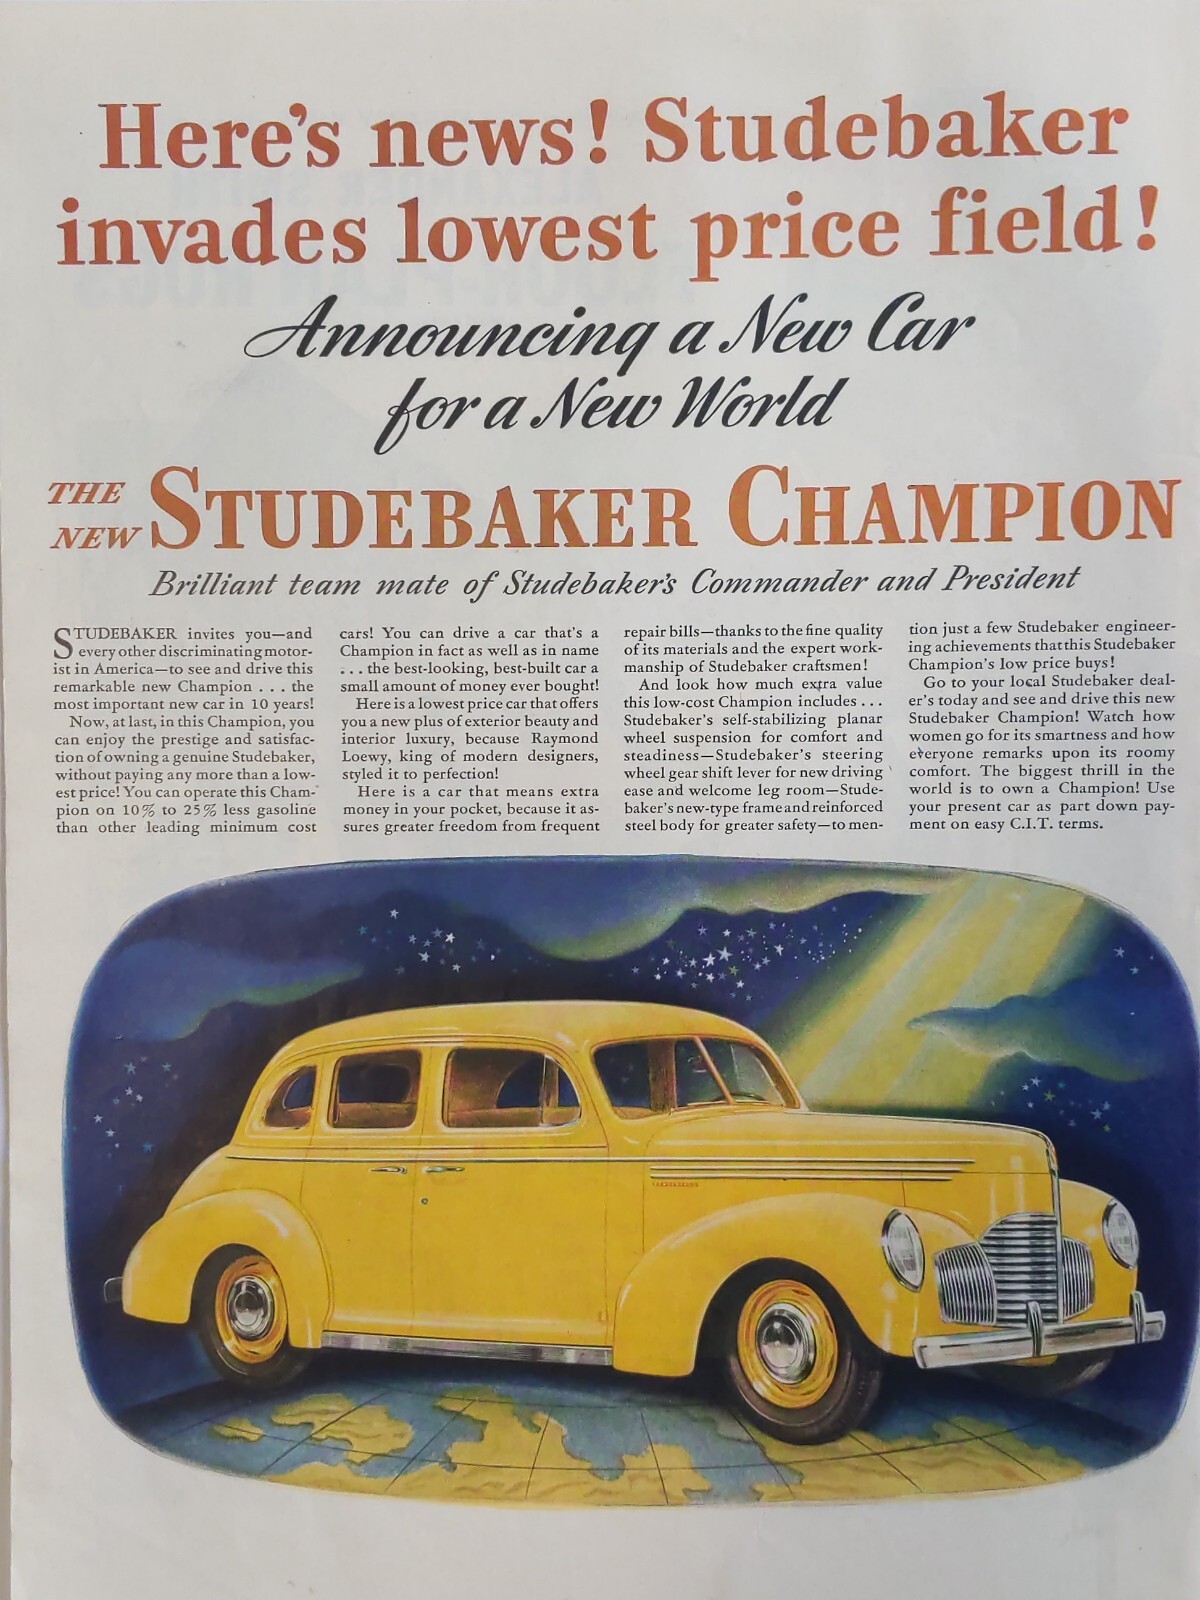 Here's news! Studebaker
invades lowest price field!
Announcing a New Car
for a New World
THE
NEW STUDEBAKER CHAMPION
Brilliant team mate of Studebaker's Commander and President
STUDEBAKER invites you—and
every other discriminating motor-
ist in America—to see and drive this
remarkable new Champion . . . the
most important new car in 10 years!
Now, at last, in this Champion, you
can enjoy the prestige and satisfac-
tion of owning a genuine Studebaker,
without paying any more than a low-
est price! You can operate this Cham-
pion on 10% to 25% less gasoline
than other leading minimum cost
cars! You can drive a car that's a
Champion in fact as well as in name
. . . the best-looking, best-built car a
small amount of money ever bought!
Here is a lowest price car that offers
you a new plus of exterior beauty and
interior luxury, because Raymond
Loewy, king of modern designers,
styled it to perfection!
Here is a car that means extra
money in your pocket, because it as-
sures greater freedom from frequent
repair bills—thanks to the fine quality
of its materials and the expert work-
manship of Studebaker craftsmen!
And look how much extra value
this low-cost Champion includes . . .
Studebaker's self-stabilizing planar
wheel suspension for comfort and
steadiness—Studebaker's steering
wheel gear shift lever for new driving
ease and welcome leg room—Stude-
baker's new-type frame and reinforced
steel body for greater safety—to men-
tion just a few Studebaker engineer-
ing achievements that this Studebaker
Champion's low price buys!
Go to your local Studebaker deal-
er's today and see and drive this new
Studebaker Champion! Watch how
women go for its smartness and how
everyone remarks upon its roomy
comfort. The biggest thrill in the
world is to own a Champion! Use
your present car as part down pay-
ment on easy C.I.T. terms.